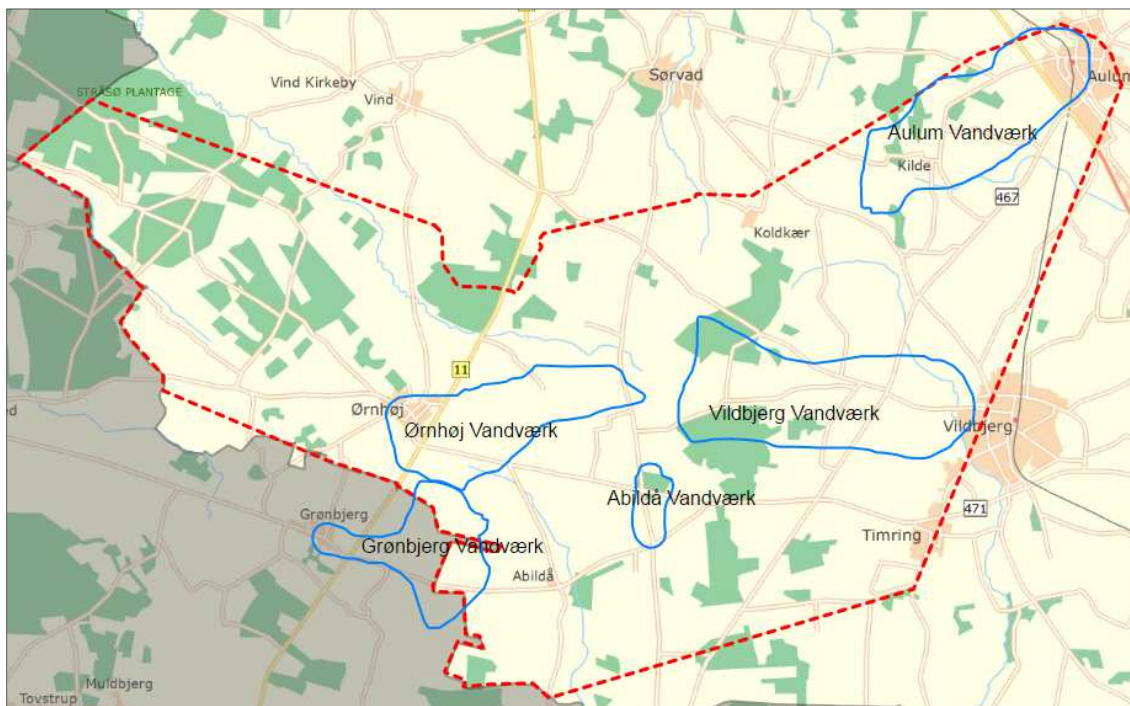 Aulum
Vind Kirkeby
Sørvad
STRÅSØ PLANTAGE
Vind
Aulum Vandværk
Kilde
467
Koldkær
11
Ørnhøj
Vildbjerg Vandværk
Vildbjerg
Ørnhøj Vandværk
Abildå Vandværk
471
Grønbjerg
Timring
Grønbjerg Vandværk
Abildå
Muldbjerg
Tovstrup